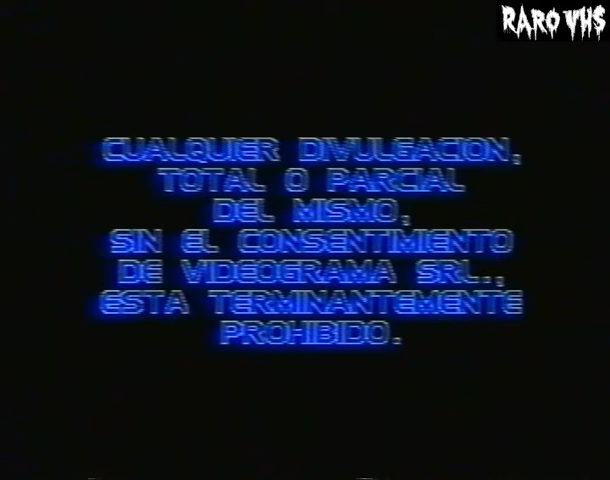 RARO VHS
CUALQUIER DIVULGACION,
TOTAL O PARCIAL
DEL MISMO,
SIN EL CONSENTIMIENTO
DE VIDEOGRAMA SRL.,
ESTA TERMINANTEMENTE
PROHIBIDO.